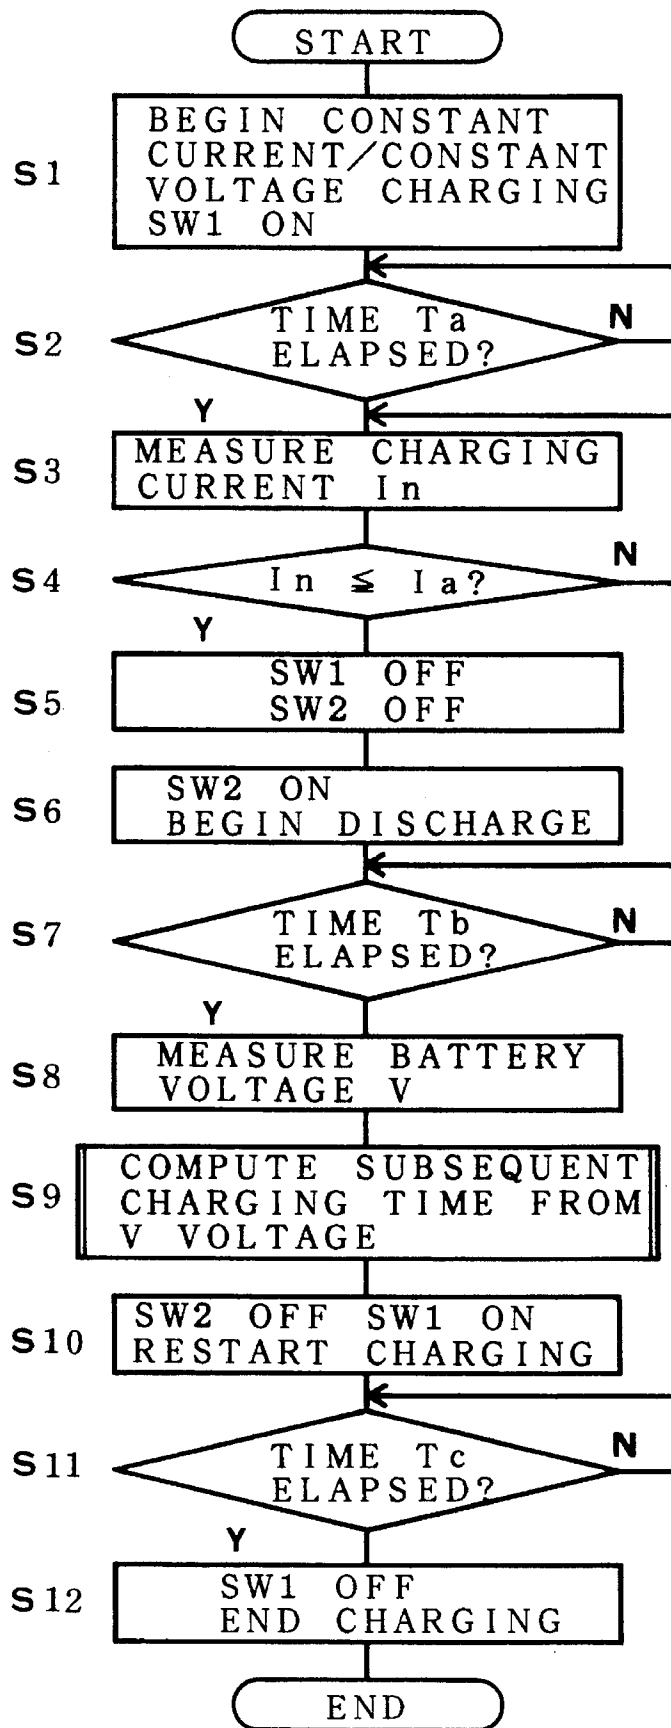 START
S1
BEGIN CONSTANT
CURRENT/CONSTANT
VOLTAGE CHARGING
SW1 ON
S2
TIME Ta
ELAPSED?
N
Y
S3
MEASURE CHARGING
CURRENT In
S4
In ≦ Ia?
N
Y
S5
SW1 OFF
SW2 OFF
S6
SW2 ON
BEGIN DISCHARGE
S7
TIME Tb
ELAPSED?
N
Y
S8
MEASURE BATTERY
VOLTAGE V
S9
COMPUTE SUBSEQUENT
CHARGING TIME FROM
V VOLTAGE
S10
SW2 OFF SW1 ON
RESTART CHARGING
S11
TIME Tc
ELAPSED?
N
Y
S12
SW1 OFF
END CHARGING
END